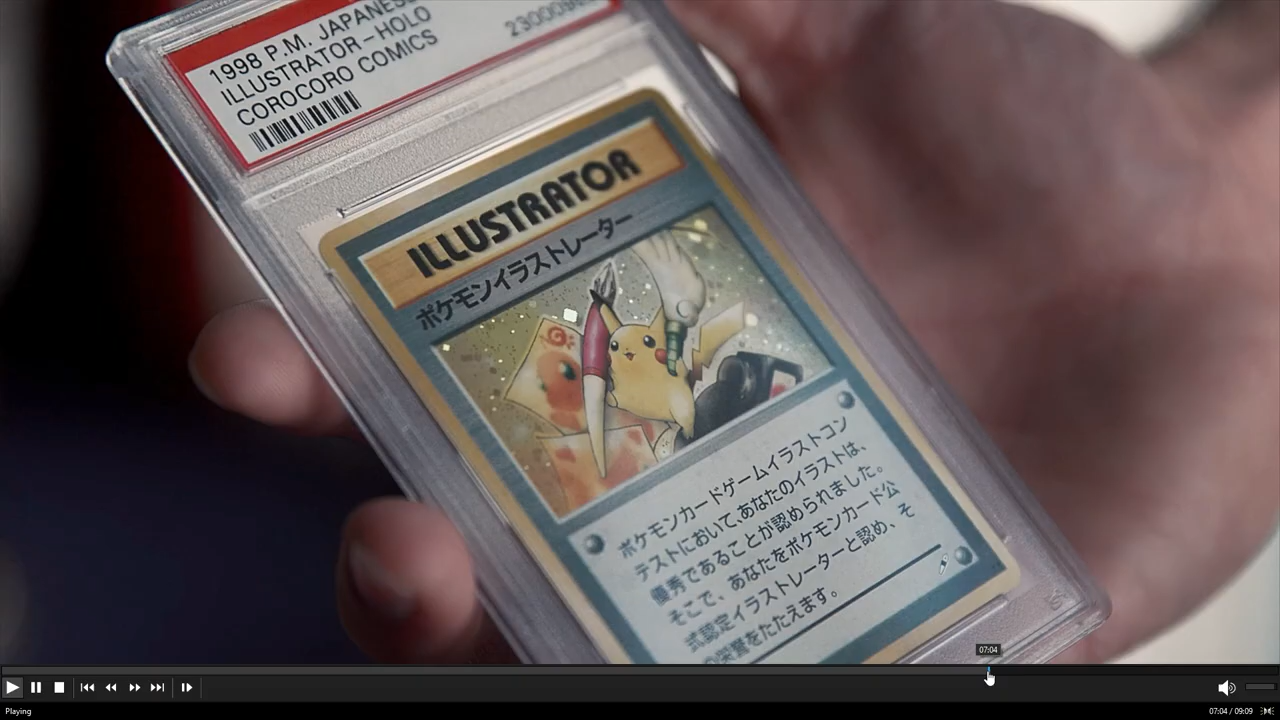 1998 P.M. JAPANESE
ILLUSTRATOR-HOLO
COROCORO COMICS
ILLUSTRATOR
ポケモンイラストレーター
ポケモンカードゲームイラストコン
テストにおいて、あなたのイラストは、
優秀であることが認められました。
そこで、あなたをポケモンカード公
式認定イラストレーターと認め、そ
の栄誉をたたえます。
07:04
Playing
07:04 / 09:09